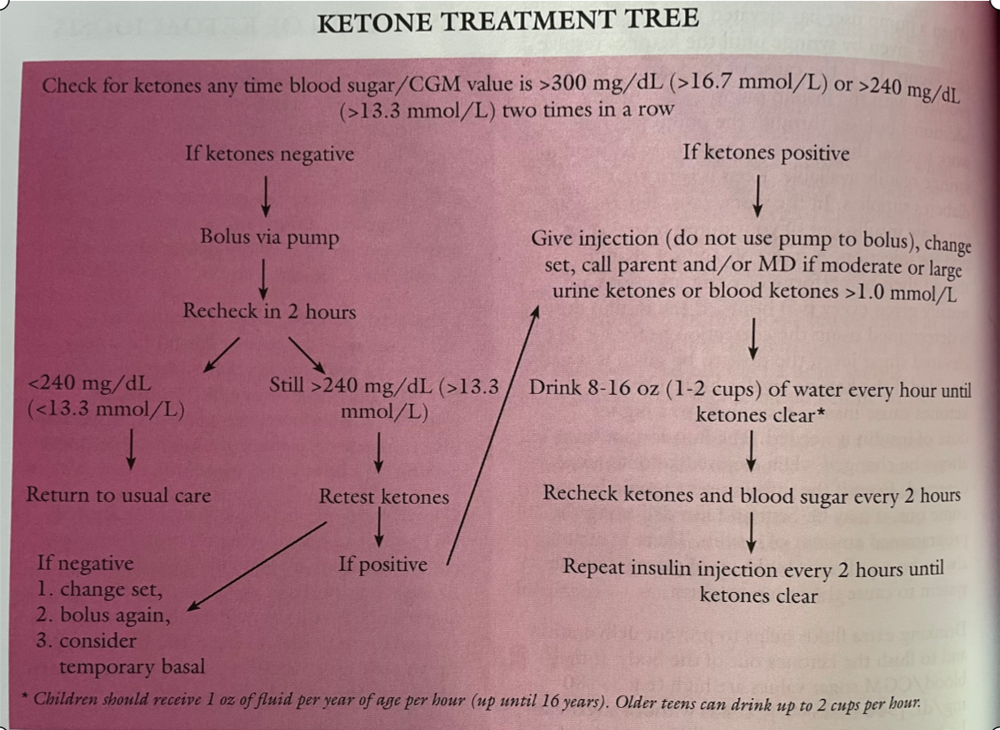 KETONE TREATMENT TREE
Check for ketones any time blood sugar/CGM value is >300 mg/dL (>16.7 mmol/L) or >240 mg/dL
(>13.3 mmol/L) two times in a row
If ketones negative
Bolus via pump
Recheck in 2 hours
<240 mg/dL
(<13.3 mmol/L)
Return to usual care
Still >240 mg/dL (>13.3
mmol/L)
Retest ketones
If negative
1. change set,
2. bolus again,
3. consider
temporary basal
If positive
If ketones positive
Give injection (do not use pump to bolus), change
set, call parent and/or MD if moderate or large
urine ketones or blood ketones >1.0 mmol/L
Drink 8-16 oz (1-2 cups) of water every hour until
ketones clear*
Recheck ketones and blood sugar every 2 hours
Repeat insulin injection every 2 hours until
ketones clear
* Children should receive 1 oz of fluid per year of age per hour (up until 16 years). Older teens can drink up to 2 cups per hour.